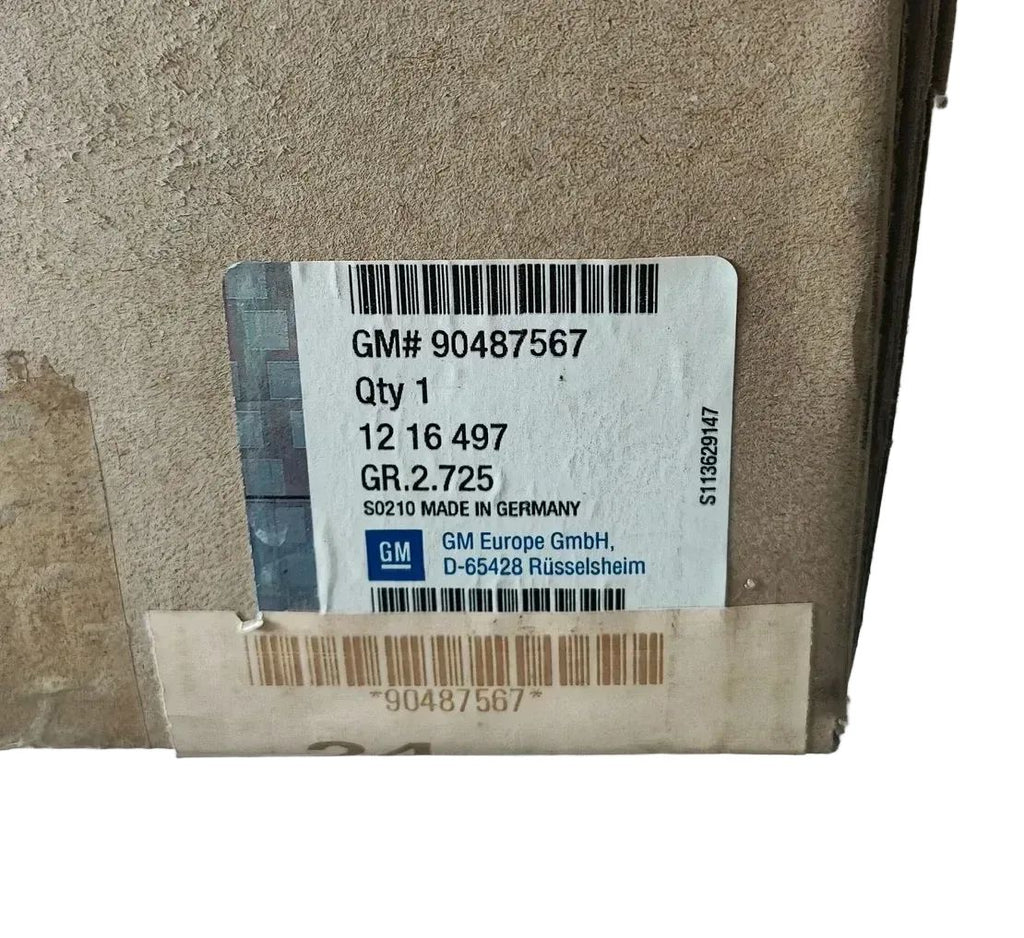 GM# 90487567
Qty 1
12 16 497
GR.2.725
S0210 MADE IN GERMANY
GM
GM Europe GmbH,
D-65428 Rüsselsheim
S113629147
*90487567*